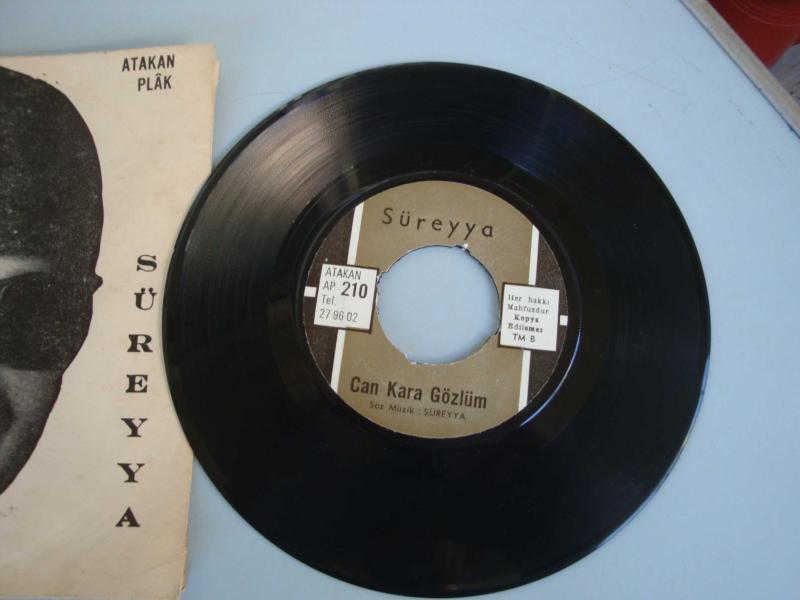 ATAKAN
PLÂK
SÜREYYA
Süreyya
ATAKAN
AP 210
Tel.
27 96 02
Her hakkı
Mahfuzdur
Kopya
Edilemez
TM B
Can Kara Gözlüm
Söz Müzik : SÜREYYA